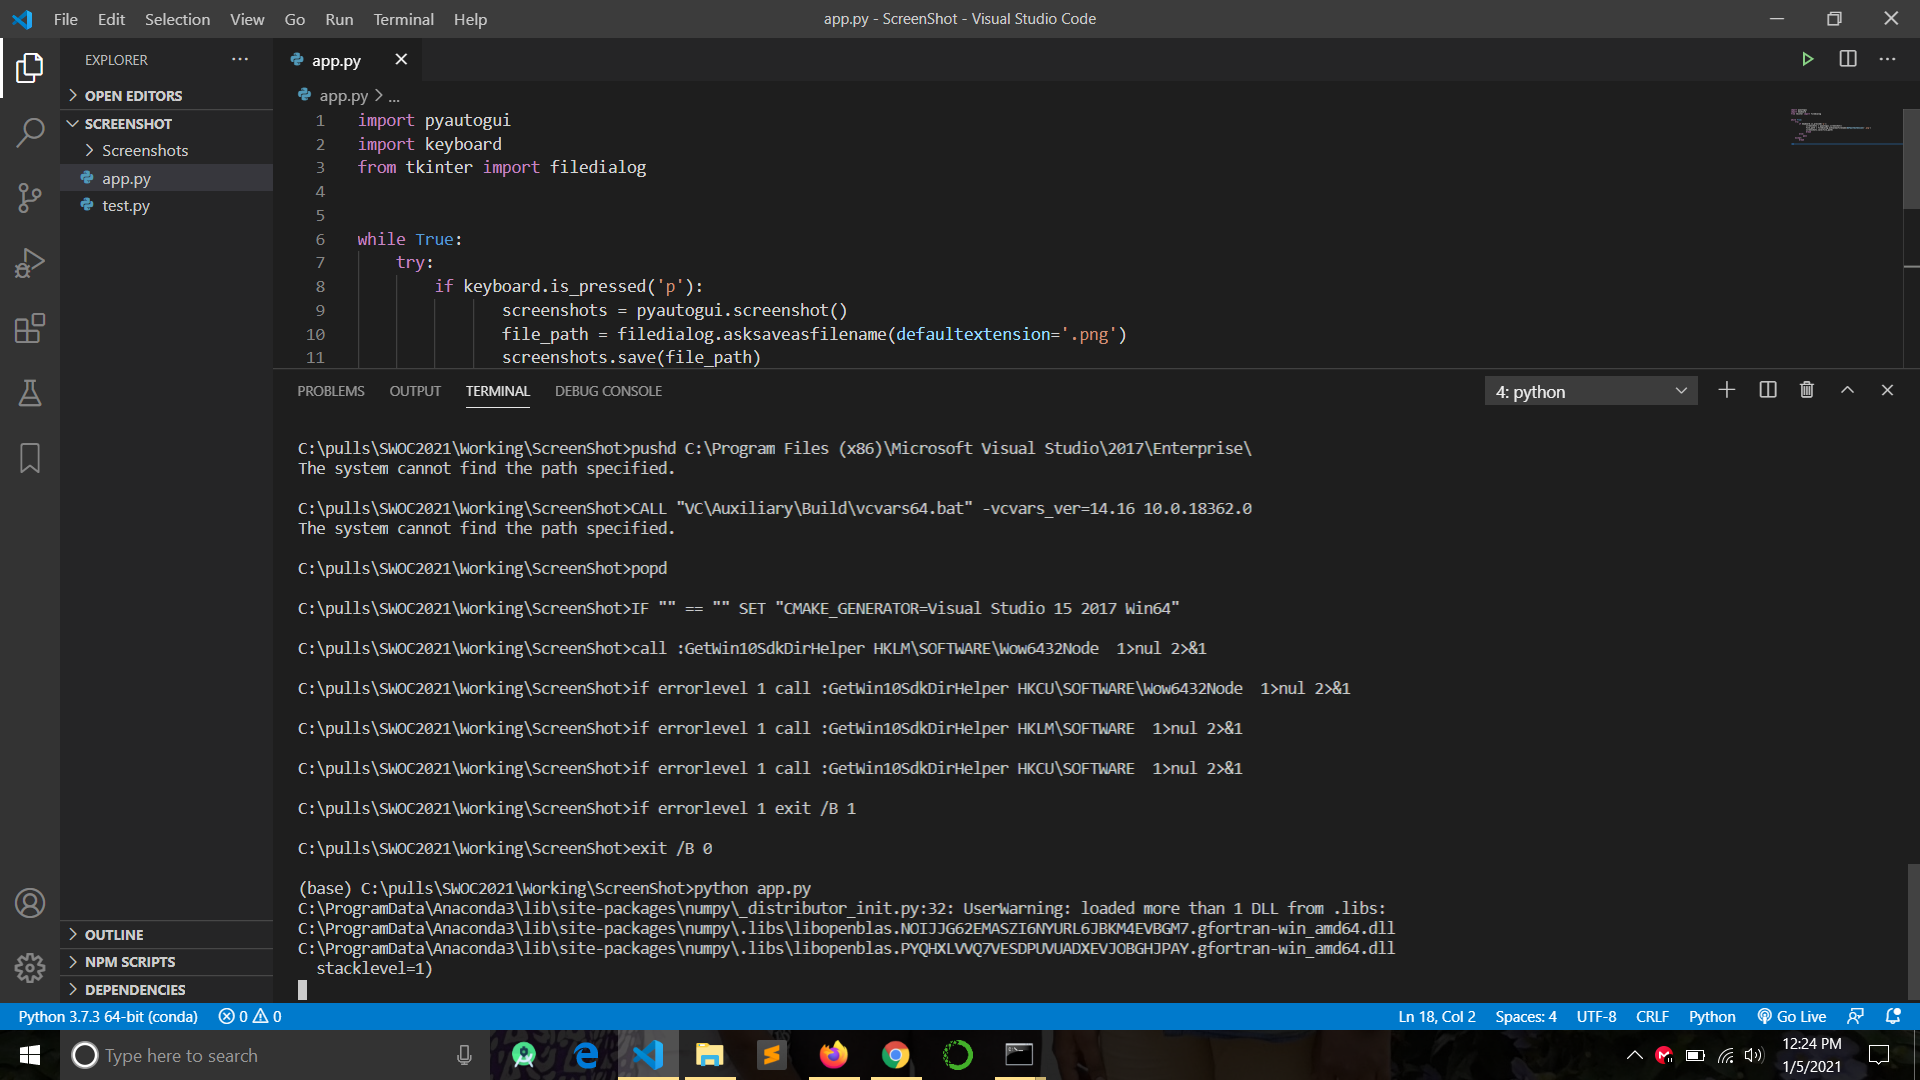 File Edit Selection View Go Run Terminal Help
app.py - ScreenShot - Visual Studio Code
EXPLORER
OPEN EDITORS
SCREENSHOT
Screenshots
app.py
test.py
OUTLINE
NPM SCRIPTS
DEPENDENCIES
app.py
app.py > ...
1 import pyautogui
2 import keyboard
3 from tkinter import filedialog
4
5
6 while True:
7 try:
8 if keyboard.is_pressed('p'):
9 screenshots = pyautogui.screenshot()
10 file_path = filedialog.asksaveasfilename(defaultextension='.png')
11 screenshots.save(file_path)
PROBLEMS OUTPUT TERMINAL DEBUG CONSOLE
4: python
C:\pulls\SWOC2021\Working\ScreenShot>pushd C:\Program Files (x86)\Microsoft Visual Studio\2017\Enterprise\
The system cannot find the path specified.
C:\pulls\SWOC2021\Working\ScreenShot>CALL "VC\Auxiliary\Build\vcvars64.bat" -vcvars_ver=14.16 10.0.18362.0
The system cannot find the path specified.
C:\pulls\SWOC2021\Working\ScreenShot>popd
C:\pulls\SWOC2021\Working\ScreenShot>IF "" == "" SET "CMAKE_GENERATOR=Visual Studio 15 2017 Win64"
C:\pulls\SWOC2021\Working\ScreenShot>call :GetWin10SdkDirHelper HKLM\SOFTWARE\Wow6432Node  1>nul 2>&1
C:\pulls\SWOC2021\Working\ScreenShot>if errorlevel 1 call :GetWin10SdkDirHelper HKCU\SOFTWARE\Wow6432Node  1>nul 2>&1
C:\pulls\SWOC2021\Working\ScreenShot>if errorlevel 1 call :GetWin10SdkDirHelper HKLM\SOFTWARE  1>nul 2>&1
C:\pulls\SWOC2021\Working\ScreenShot>if errorlevel 1 call :GetWin10SdkDirHelper HKCU\SOFTWARE  1>nul 2>&1
C:\pulls\SWOC2021\Working\ScreenShot>if errorlevel 1 exit /B 1
C:\pulls\SWOC2021\Working\ScreenShot>exit /B 0
(base) C:\pulls\SWOC2021\Working\ScreenShot>python app.py
C:\ProgramData\Anaconda3\lib\site-packages\numpy\_distributor_init.py:32: UserWarning: loaded more than 1 DLL from .libs:
C:\ProgramData\Anaconda3\lib\site-packages\numpy\.libs\libopenblas.NOIJJG62EMASZI6NYURL6JBKM4EVBGM7.gfortran-win_amd64.dll
C:\ProgramData\Anaconda3\lib\site-packages\numpy\.libs\libopenblas.PYQHXLVVQ7VESDPUVUADXEVJOBGHJPAY.gfortran-win_amd64.dll
stacklevel=1)
Python 3.7.3 64-bit (conda) 0 0
Ln 18, Col 2 Spaces: 4 UTF-8 CRLF Python Go Live
Type here to search
12:24 PM
1/5/2021